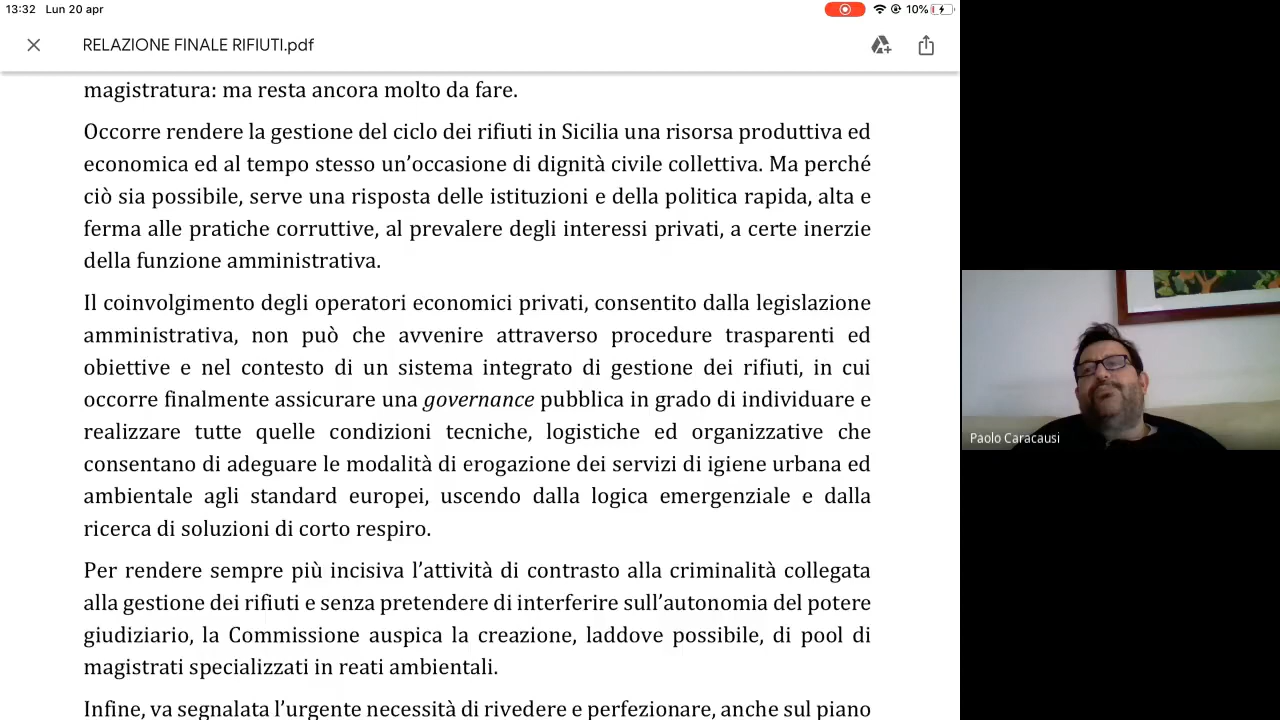 13:32 Lun 20 apr
10%
RELAZIONE FINALE RIFIUTI.pdf
magistratura: ma resta ancora molto da fare.
Occorre rendere la gestione del ciclo dei rifiuti in Sicilia una risorsa produttiva ed
economica ed al tempo stesso un’occasione di dignità civile collettiva. Ma perché
ciò sia possibile, serve una risposta delle istituzioni e della politica rapida, alta e
ferma alle pratiche corruttive, al prevalere degli interessi privati, a certe inerzie
della funzione amministrativa.
Il coinvolgimento degli operatori economici privati, consentito dalla legislazione
amministrativa, non può che avvenire attraverso procedure trasparenti ed
obiettive e nel contesto di un sistema integrato di gestione dei rifiuti, in cui
occorre finalmente assicurare una governance pubblica in grado di individuare e
realizzare tutte quelle condizioni tecniche, logistiche ed organizzative che
consentano di adeguare le modalità di erogazione dei servizi di igiene urbana ed
ambientale agli standard europei, uscendo dalla logica emergenziale e dalla
ricerca di soluzioni di corto respiro.
Per rendere sempre più incisiva l’attività di contrasto alla criminalità collegata
alla gestione dei rifiuti e senza pretendere di interferire sull’autonomia del potere
giudiziario, la Commissione auspica la creazione, laddove possibile, di pool di
magistrati specializzati in reati ambientali.
Infine, va segnalata l’urgente necessità di rivedere e perfezionare, anche sul piano
Paolo Caracausi